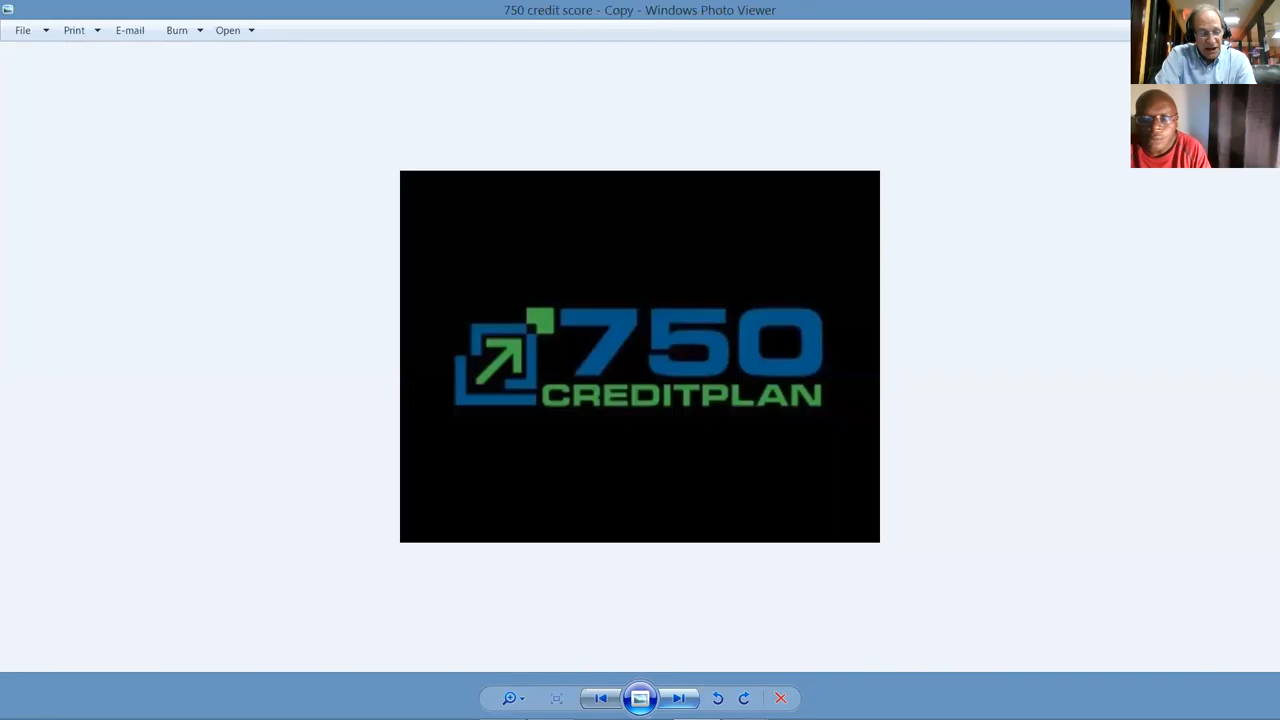 750 credit score - Copy - Windows Photo Viewer
File Print E-mail Burn Open
750
CREDITPLAN